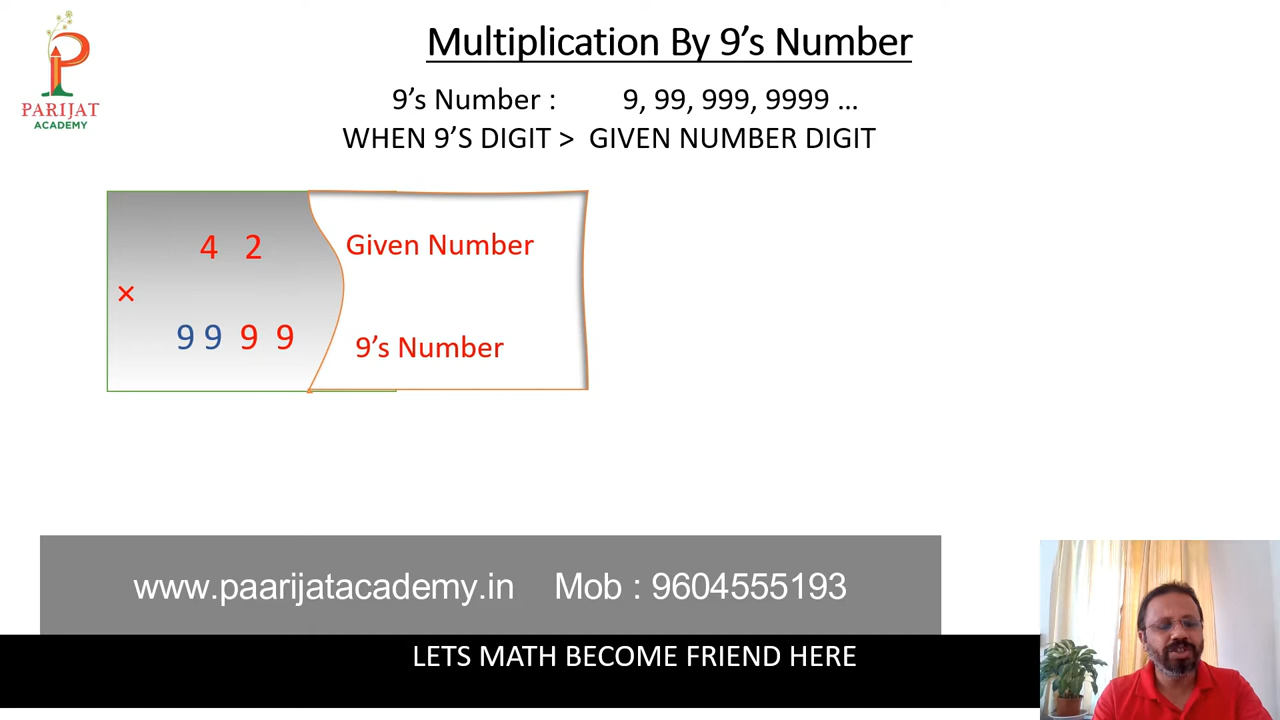 Multiplication By 9’s Number
PARIJAT
ACADEMY
9’s Number : 9, 99, 999, 9999 ...
WHEN 9’S DIGIT > GIVEN NUMBER DIGIT
4 2 Given Number
×
9 9 9 9 9’s Number
www.paarijatacademy.in Mob : 9604555193
LETS MATH BECOME FRIEND HERE